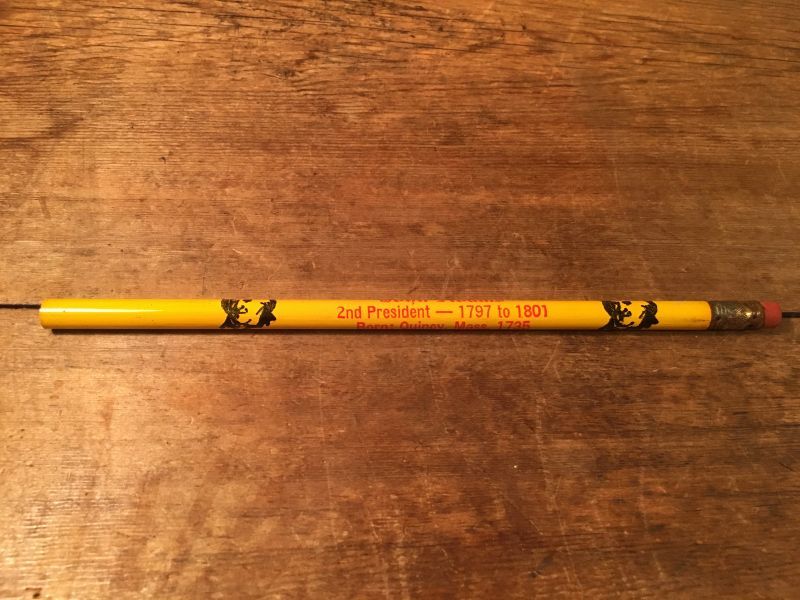 2nd President — 1797 to 1801
Born: Quincy, Mass. 1735